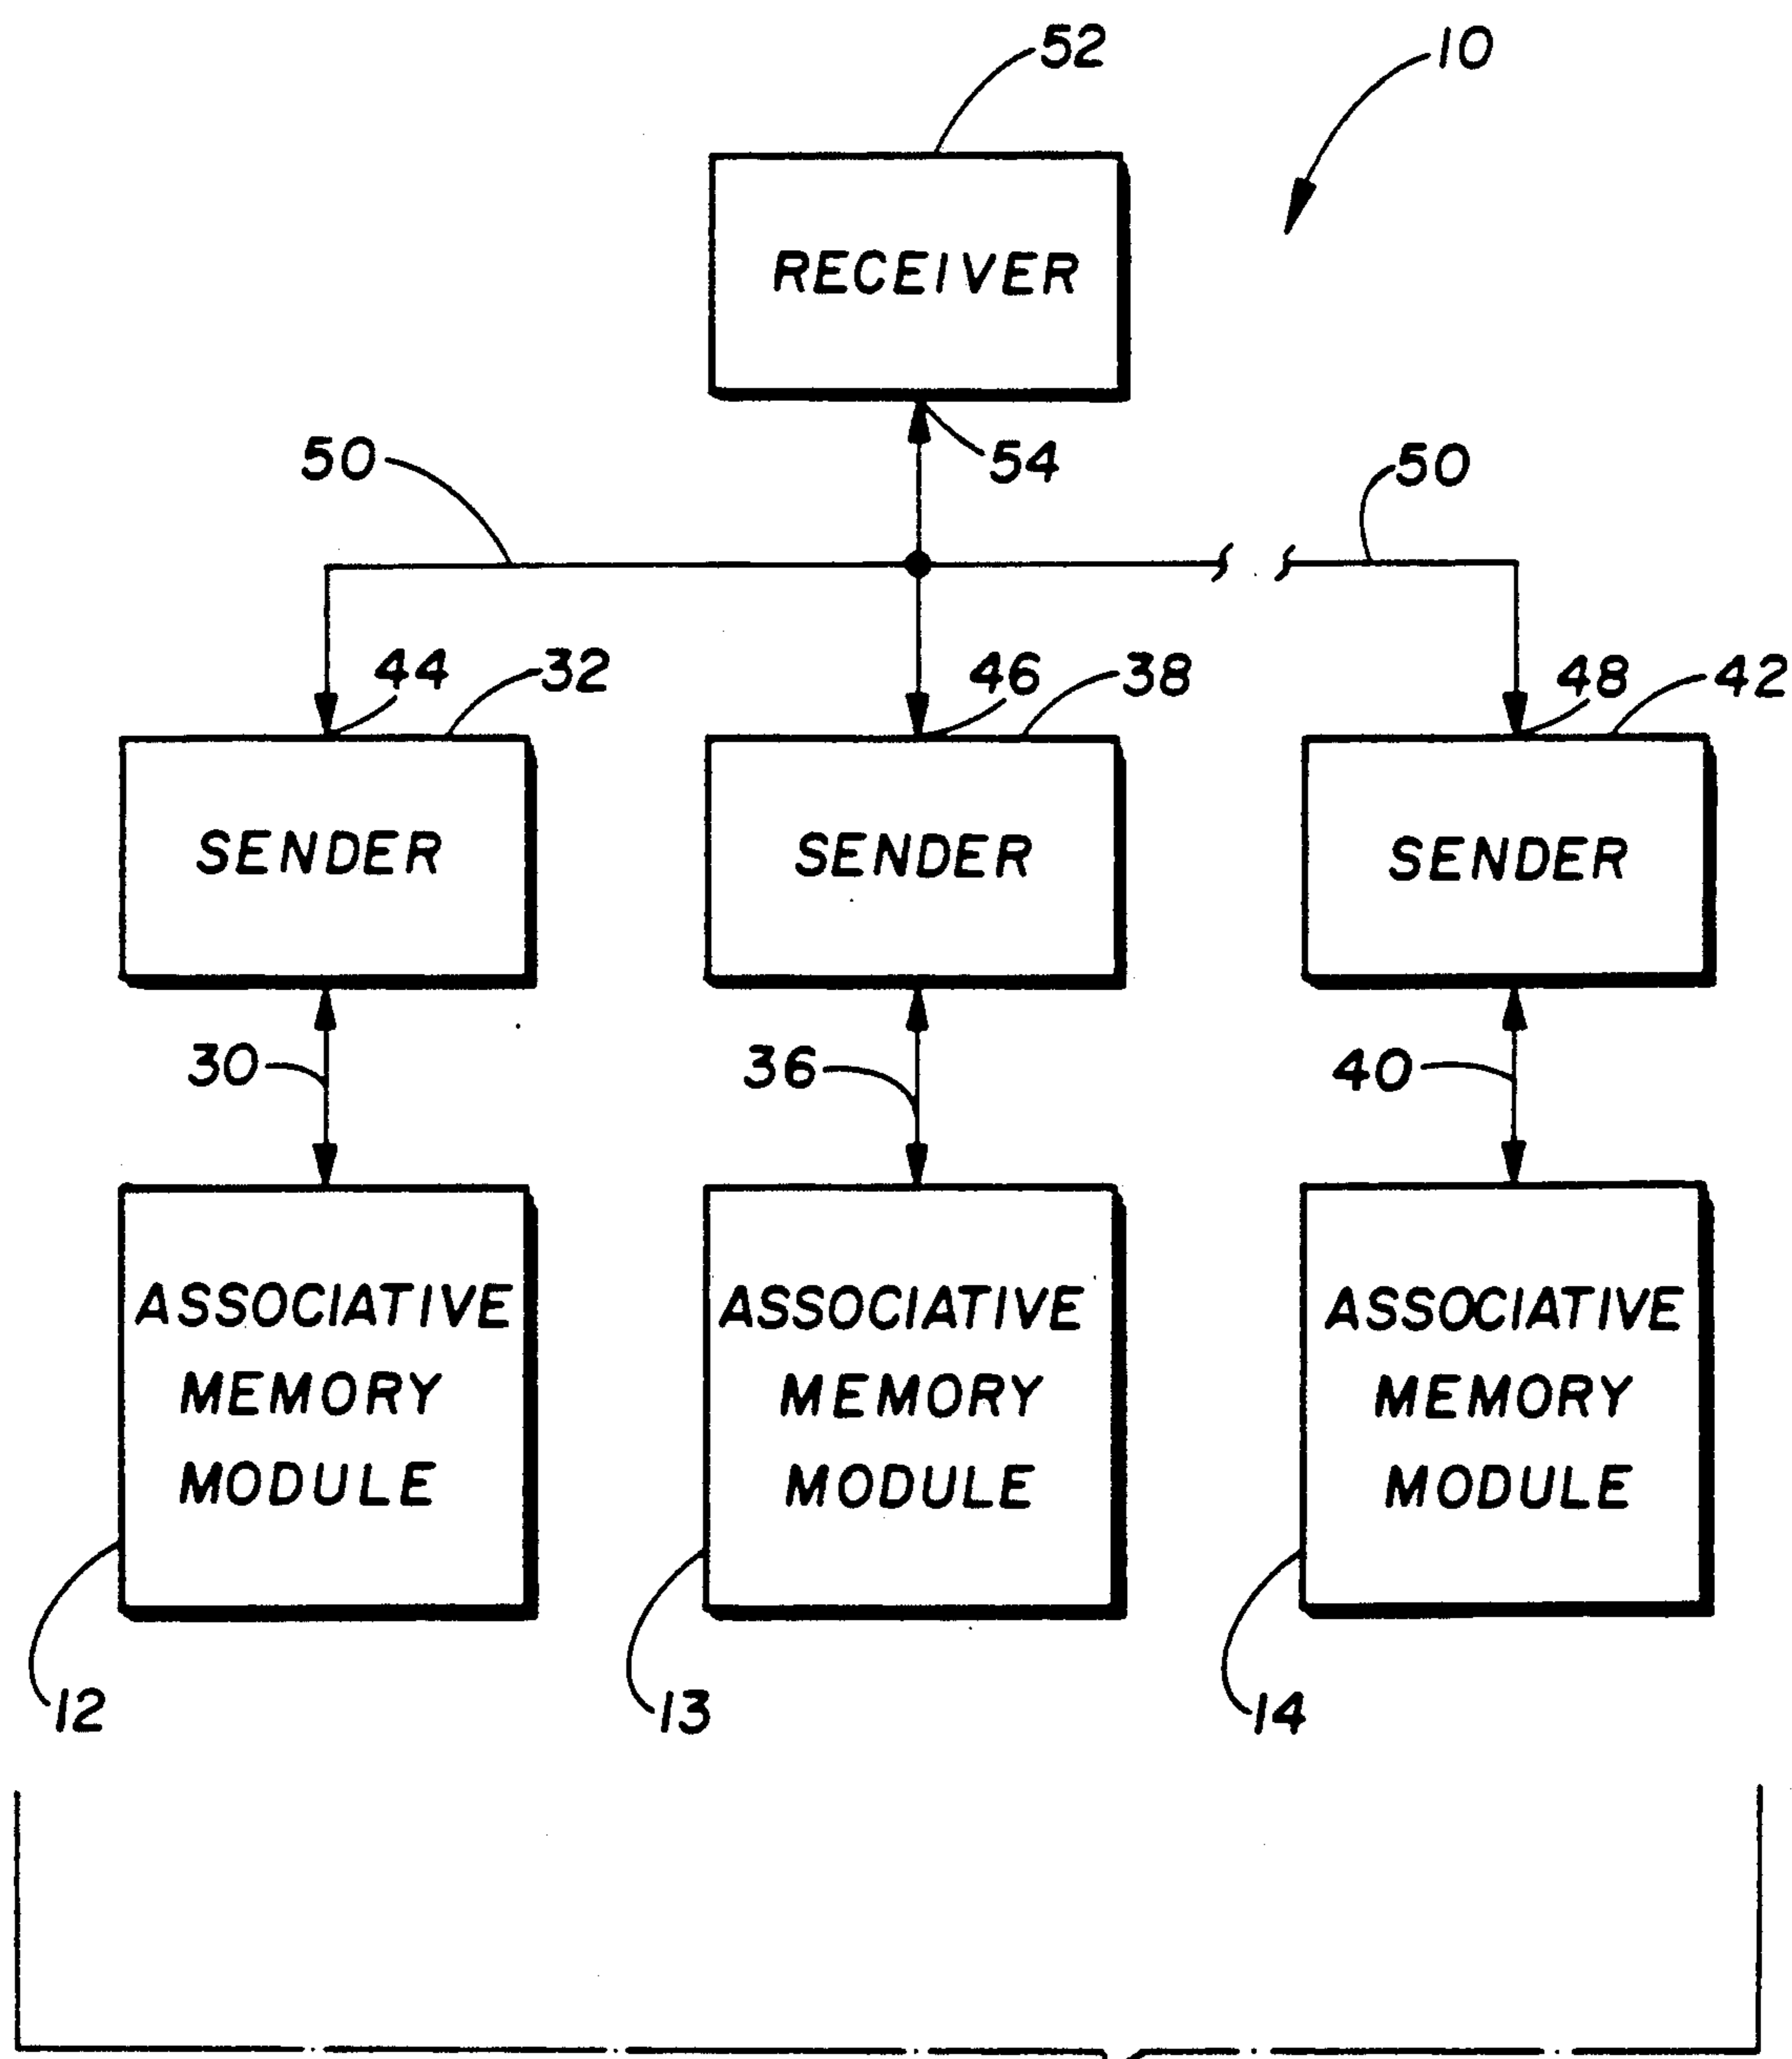 52
10
RECEIVER
54
50
50
44
32
46
38
48
42
SENDER
SENDER
SENDER
30
36
40
ASSOCIATIVE
MEMORY
MODULE
ASSOCIATIVE
MEMORY
MODULE
ASSOCIATIVE
MEMORY
MODULE
12
13
14